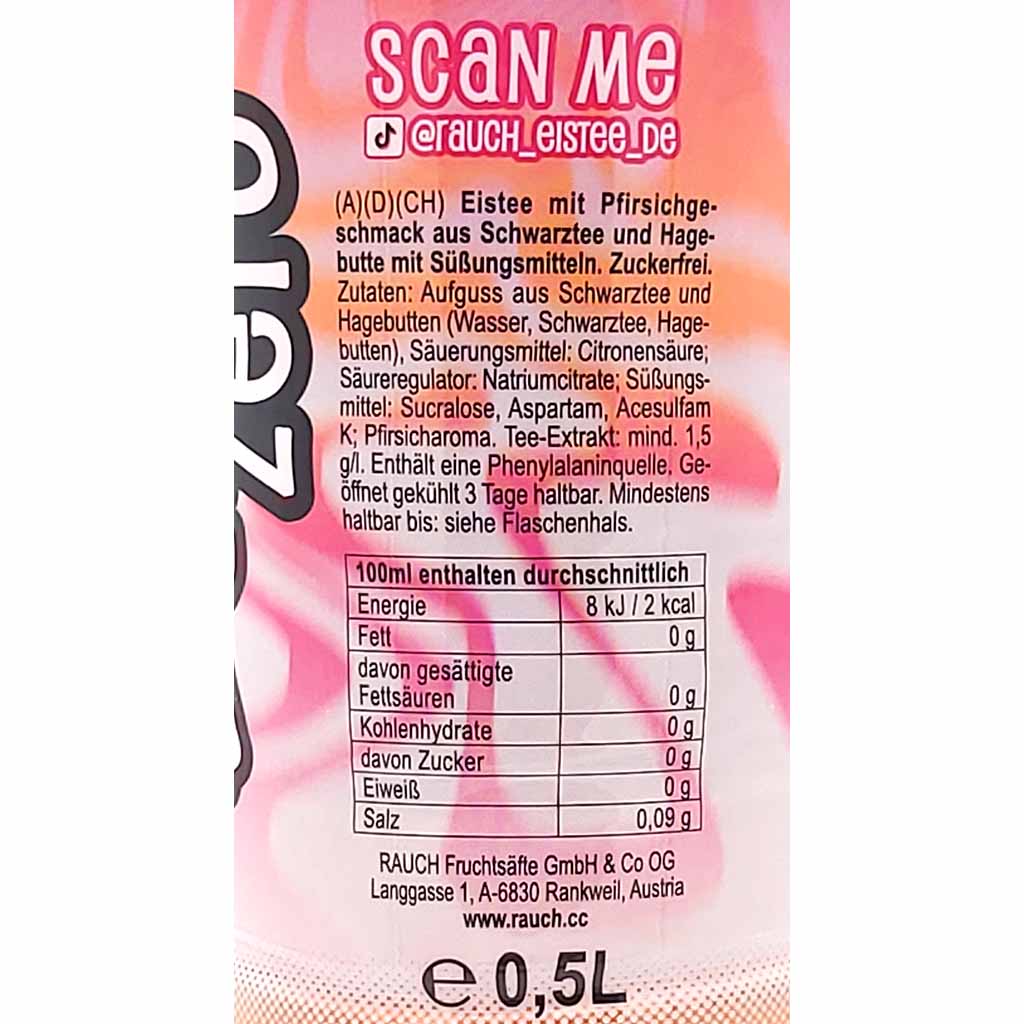 SCAN Me
@rauCH_eISTee_De
zero
(A)(D)(CH) Eistee mit Pfirsichge-
schmack aus Schwarztee und Hage-
butte mit Süßungsmitteln. Zuckerfrei.
Zutaten: Aufguss aus Schwarztee und
Hagebutten (Wasser, Schwarztee, Hage-
butten), Säuerungsmittel: Citronensäure;
Säureregulator: Natriumcitrate; Süßungs-
mittel: Sucralose, Aspartam, Acesulfam
K; Pfirsicharoma. Tee-Extrakt: mind. 1,5
g/l. Enthält eine Phenylalaninquelle. Ge-
öffnet gekühlt 3 Tage haltbar. Mindestens
haltbar bis: siehe Flaschenhals.
100ml enthalten durchschnittlich
Energie 8 kJ / 2 kcal
Fett 0 g
davon gesättigte
Fettsäuren 0 g
Kohlenhydrate 0 g
davon Zucker 0 g
Eiweiß 0 g
Salz 0,09 g
RAUCH Fruchtsäfte GmbH & Co OG
Langgasse 1, A-6830 Rankweil, Austria
www.rauch.cc
e 0,5L